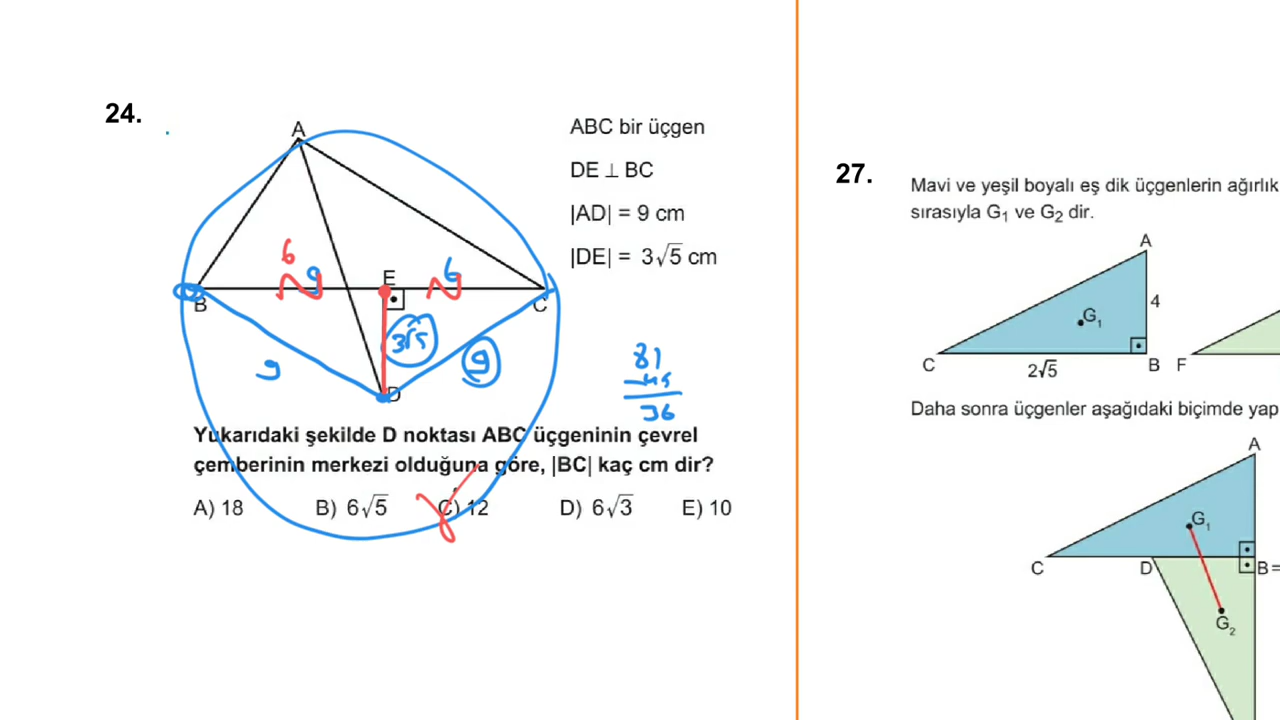 24.
A
B
E
C
D
6
9
6
3√5
9
9
ABC bir üçgen
DE ⊥ BC
|AD| = 9 cm
|DE| = 3√5 cm
81
45
36
Yukarıdaki şekilde D noktası ABC üçgeninin çevrel
çemberinin merkezi olduğuna göre, |BC| kaç cm dir?
A) 18 B) 6√5 C) 12 D) 6√3 E) 10
27.
Mavi ve yeşil boyalı eş dik üçgenlerin ağırlık
sırasıyla G₁ ve G₂ dir.
A
G₁
4
C
2√5
B
F
Daha sonra üçgenler aşağıdaki biçimde yap
A
G₁
C
D
B=
G₂